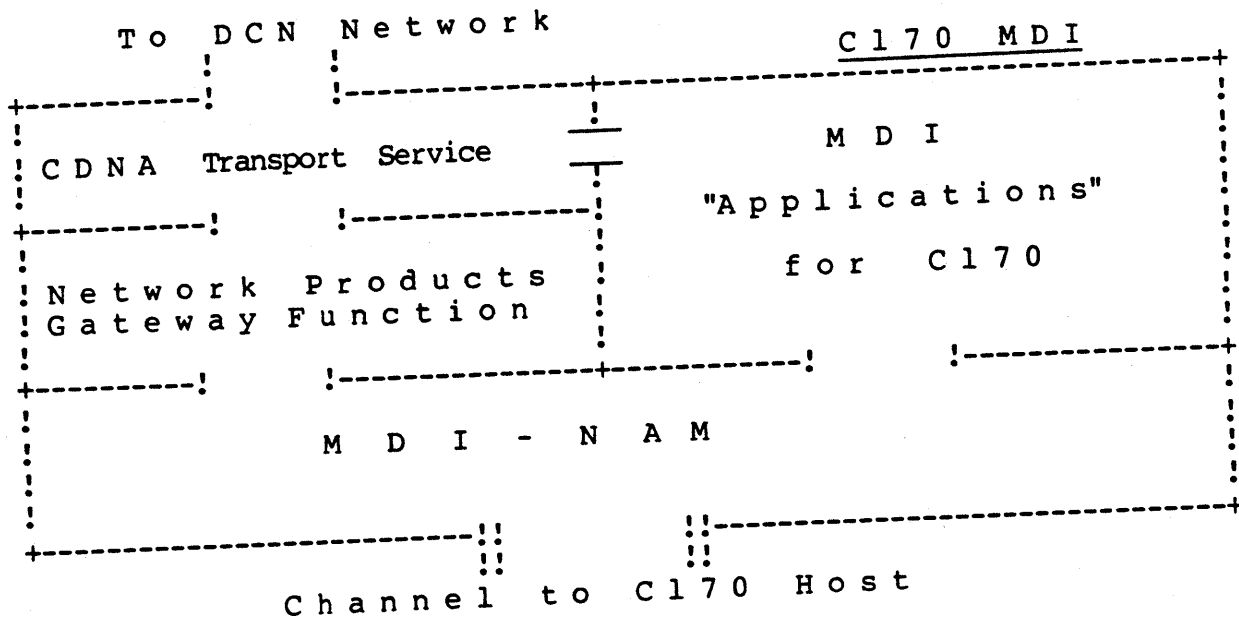 To DCN Network
C170 MDI
CDNA Transport Service
MDI
"Applications"
for C170
Network Products
Gateway Function
MDI-NAM
Channel to C170 Host